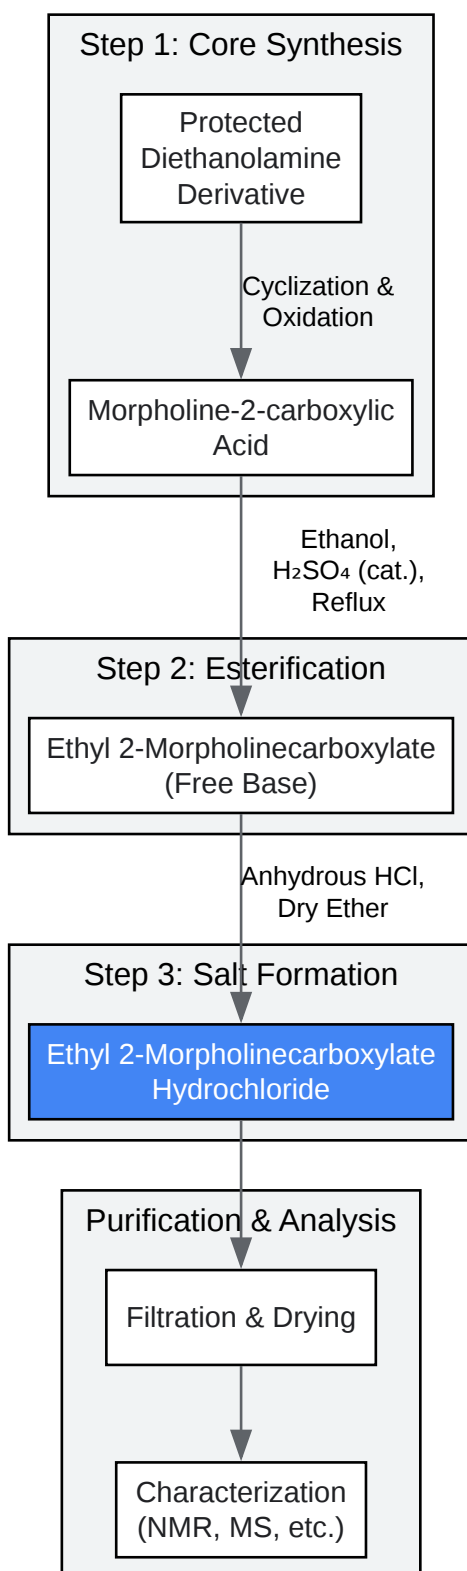 Step 1: Core Synthesis
Protected
Diethanolamine
Derivative
Cyclization &
Oxidation
Morpholine-2-carboxylic
Acid
Ethanol,
H₂SO₄ (cat.),
Reflux
Step 2: Esterification
Ethyl 2-Morpholinecarboxylate
(Free Base)
Anhydrous HCl,
Dry Ether
Step 3: Salt Formation
Ethyl 2-Morpholinecarboxylate
Hydrochloride
Purification & Analysis
Filtration & Drying
Characterization
(NMR, MS, etc.)